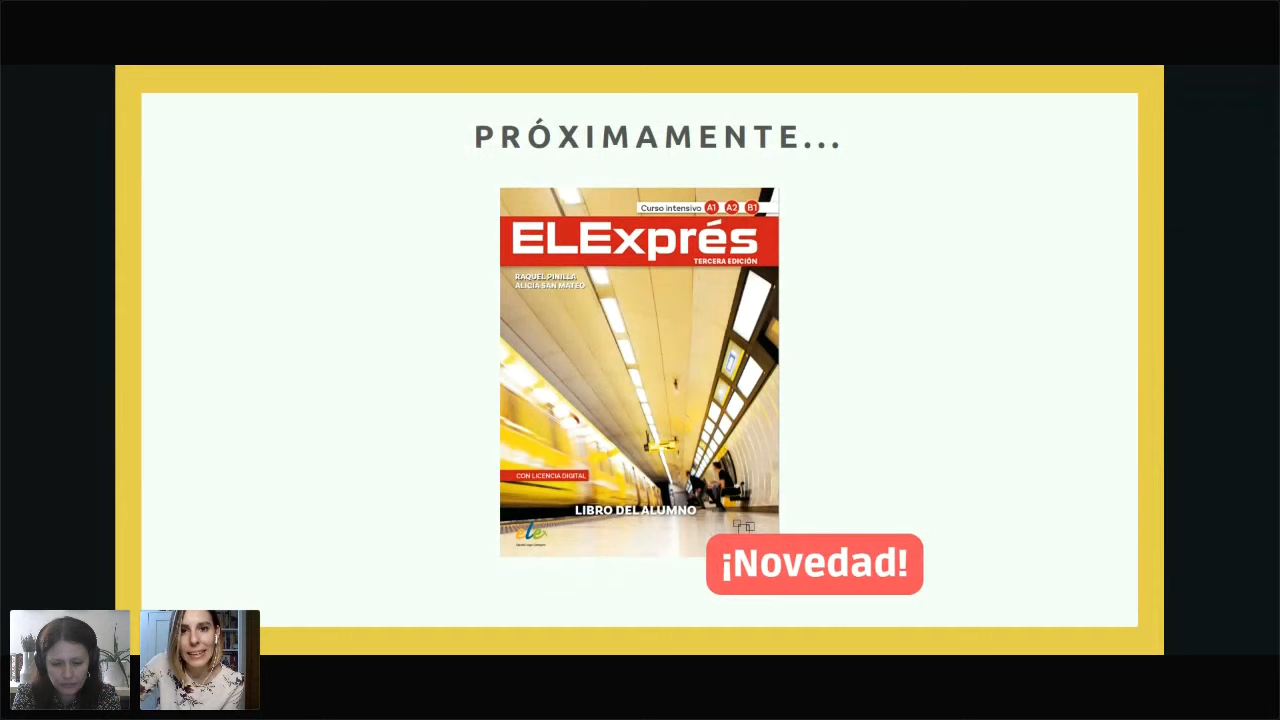 PRÓXIMAMENTE...
Curso intensivo A1 A2 B1
ELExprés
TERCERA EDICIÓN
RAQUEL PINILLA
ALICIA SAN MATEO
CON LICENCIA DIGITAL
LIBRO DEL ALUMNO
ele
¡Novedad!